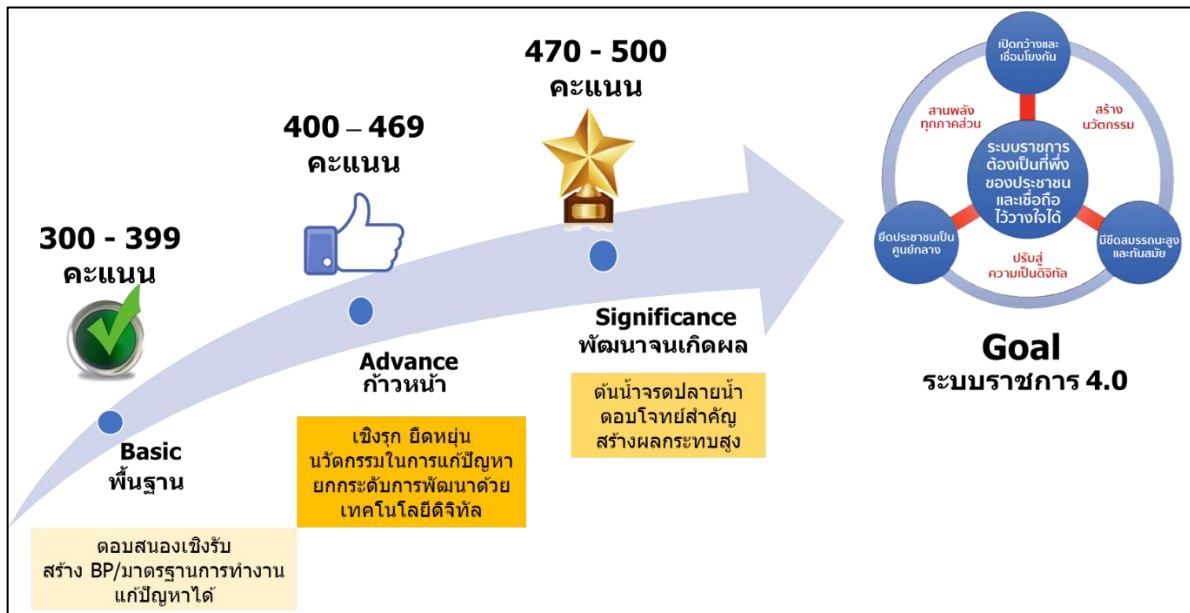 300 - 399
คะแนน
Basic
พื้นฐาน
ตอบสนองเชิงรับ
สร้าง BP/มาตรฐานการทำงาน
แก้ปัญหาได้
400 – 469
คะแนน
Advance
ก้าวหน้า
เชิงรุก ยืดหยุ่น
นวัตกรรมในการแก้ปัญหา
ยกระดับการพัฒนาด้วย
เทคโนโลยีดิจิทัล
470 - 500
คะแนน
Significance
พัฒนาจนเกิดผล
ต้นน้ำจรดปลายน้ำ
ตอบโจทย์สำคัญ
สร้างผลกระทบสูง
เปิดกว้างและ
เชื่อมโยงกัน
สานพลัง
ทุกภาคส่วน
สร้าง
นวัตกรรม
ระบบราชการ
ต้องเป็นที่พึ่ง
ของประชาชน
และเชื่อถือ
ไว้วางใจได้
ยึดประชาชนเป็น
ศูนย์กลาง
มีขีดสมรรถนะสูง
และทันสมัย
ปรับสู่
ความเป็นดิจิทัล
Goal
ระบบราชการ 4.0